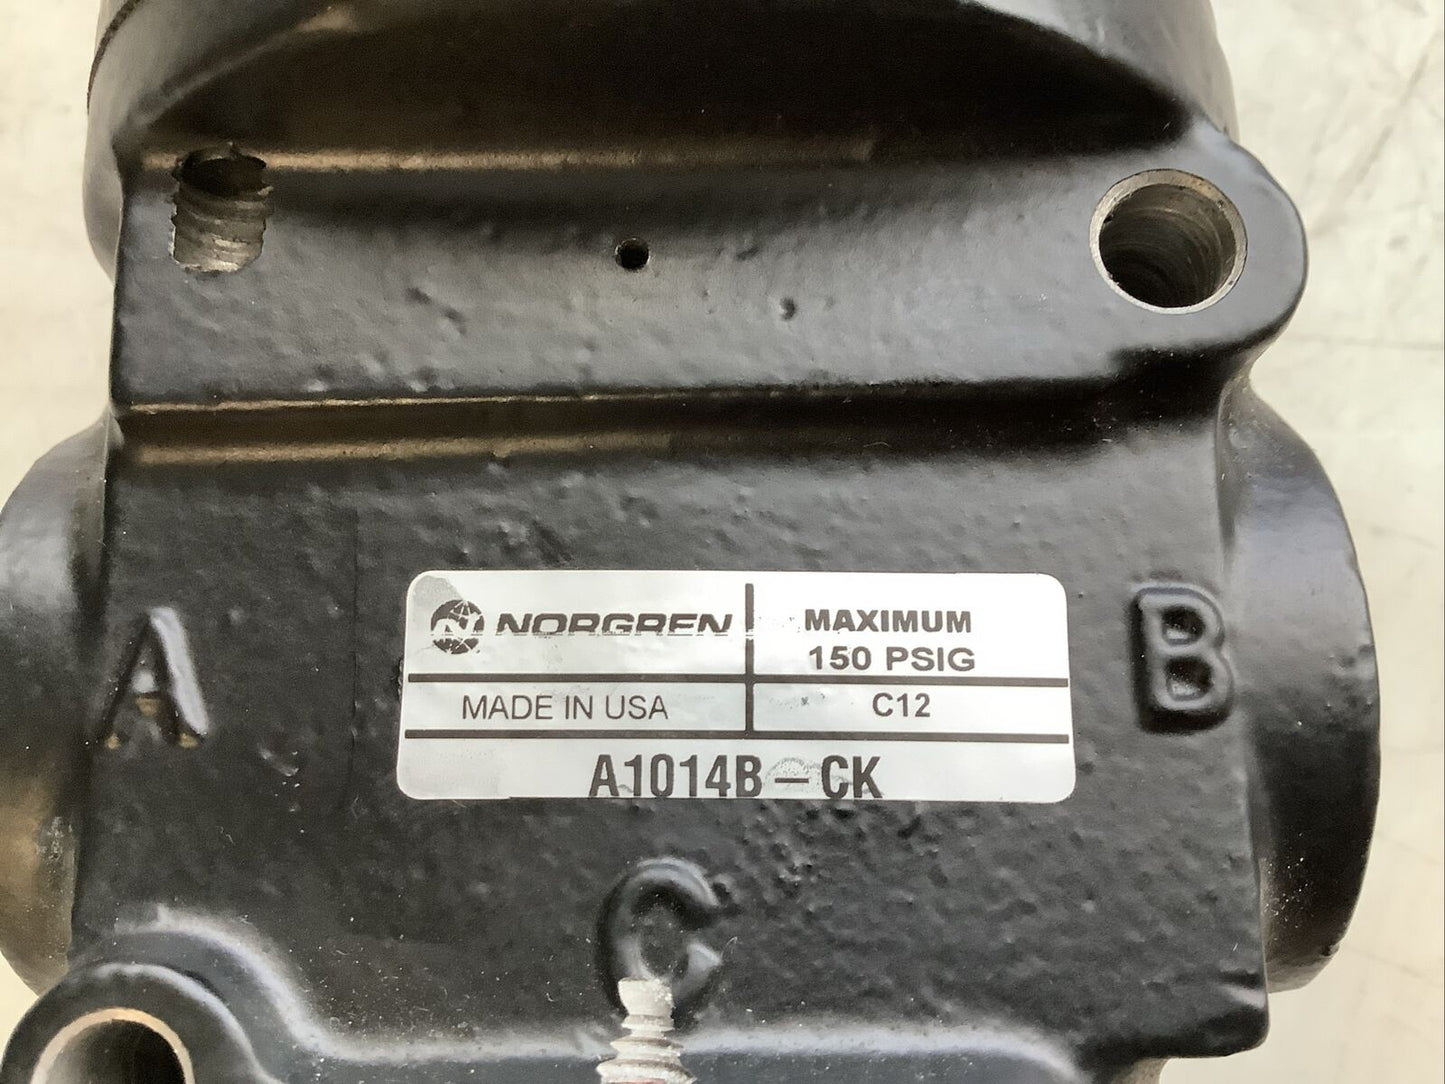 NORGREN
MAXIMUM
150 PSIG
MADE IN USA
C12
A1014B-CK
A
B
C